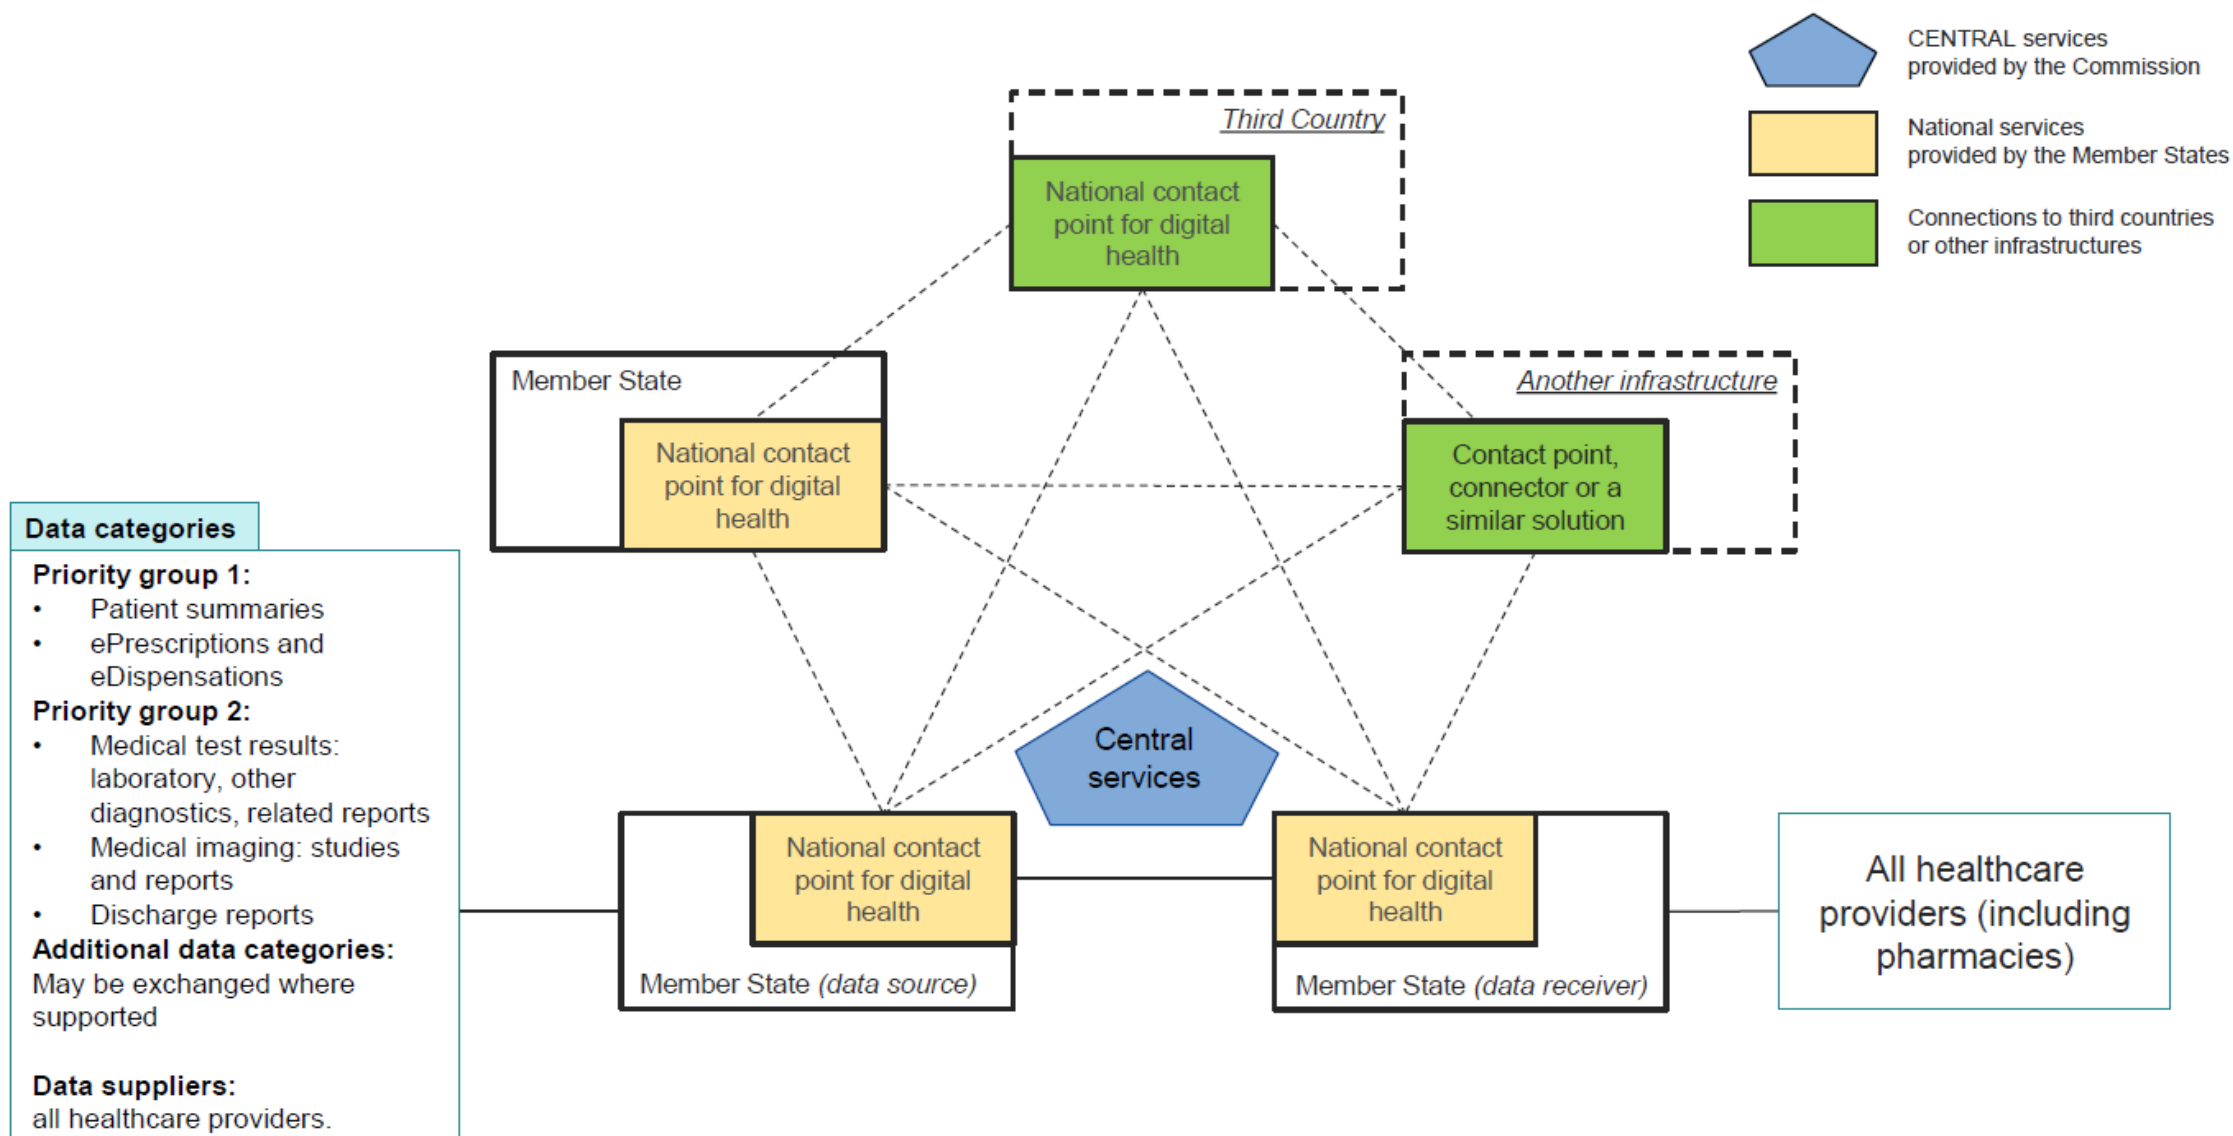 CENTRAL services
provided by the Commission
National services
provided by the Member States
Connections to third countries
or other infrastructures
Third Country
National contact
point for digital
health
Member State
National contact
point for digital
health
Another infrastructure
Contact point,
connector or a
similar solution
Data categories
Priority group 1:
• Patient summaries
• ePrescriptions and
eDispensations
Priority group 2:
• Medical test results:
laboratory, other
diagnostics, related reports
• Medical imaging: studies
and reports
• Discharge reports
Additional data categories:
May be exchanged where
supported
Data suppliers:
all healthcare providers.
Central
services
National contact
point for digital
health
Member State (data source)
National contact
point for digital
health
Member State (data receiver)
All healthcare
providers (including
pharmacies)